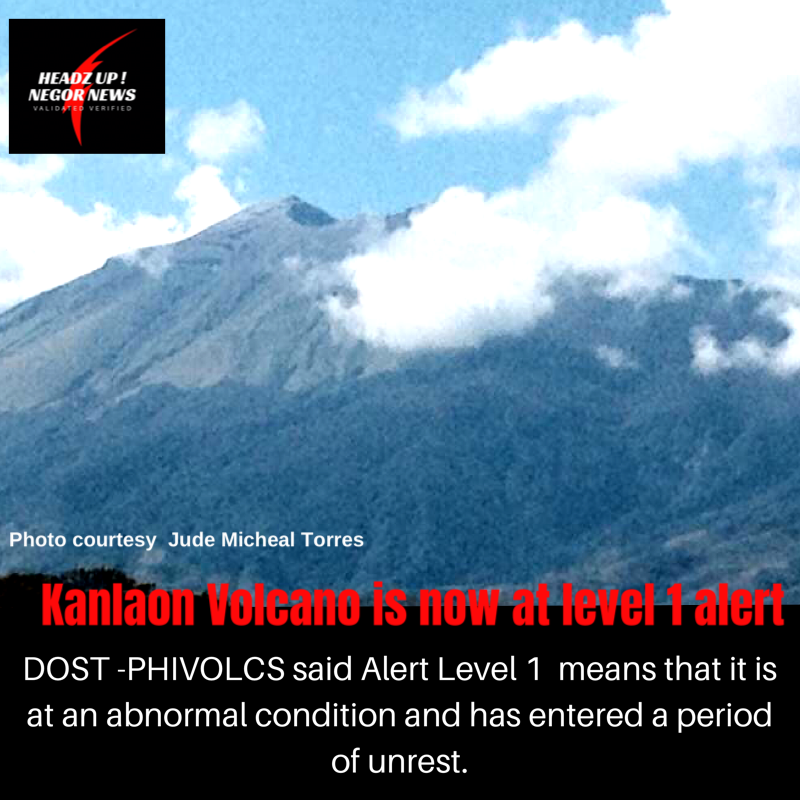 HEADZ UP !
NEGOR NEWS
VALIDATED VERIFIED
Photo courtesy  Jude Micheal Torres
Kanlaon Volcano is now at level 1 alert
DOST -PHIVOLCS said Alert Level 1  means that it is
at an abnormal condition and has entered a period
of unrest.